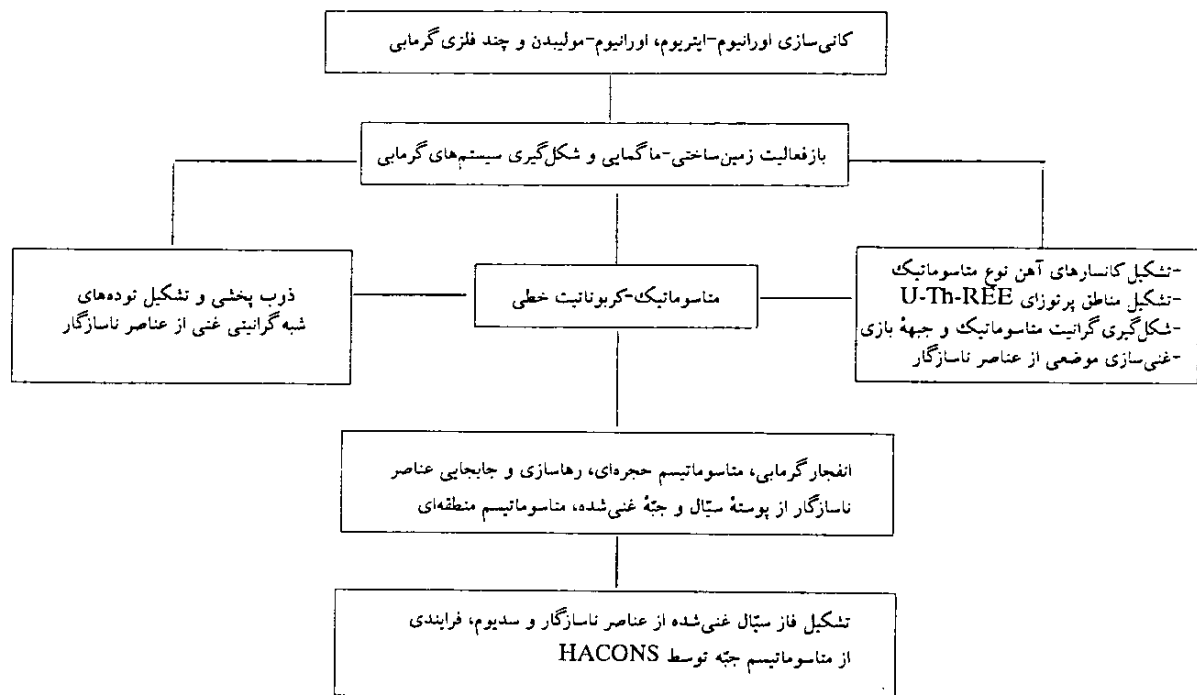 کانی‌سازی اورانیوم-ایتریوم، اورانیوم-مولیبدن و چند فلزی گرمابی
بازفعالیت زمین‌ساختی-ماگمایی و شکل‌گیری سیستم‌های گرمابی
-تشکیل کانسارهای آهن نوع متاسوماتیک
-تشکیل مناطق پرتوزای U-Th-REE
-شکل‌گیری گرانیت متاسوماتیک و جبههٔ بازی
-غنی‌سازی موضعی از عناصر ناسازگار
متاسوماتیک-کربوناتیت خطی
ذوب پخشی و تشکیل توده‌های
شبه گرانیتی غنی از عناصر ناسازگار
انفجار گرمابی، متاسوماتیسم حجره‌ای، رهاسازی و جابجایی عناصر
ناسازگار از پوستهٔ سیّال و جبّهٔ غنی‌شده، متاسوماتیسم منطقه‌ای
تشکیل فاز سیّال غنی‌شده از عناصر ناسازگار و سدیوم، فرایندی
از متاسوماتیسم جبّه توسط HACONS